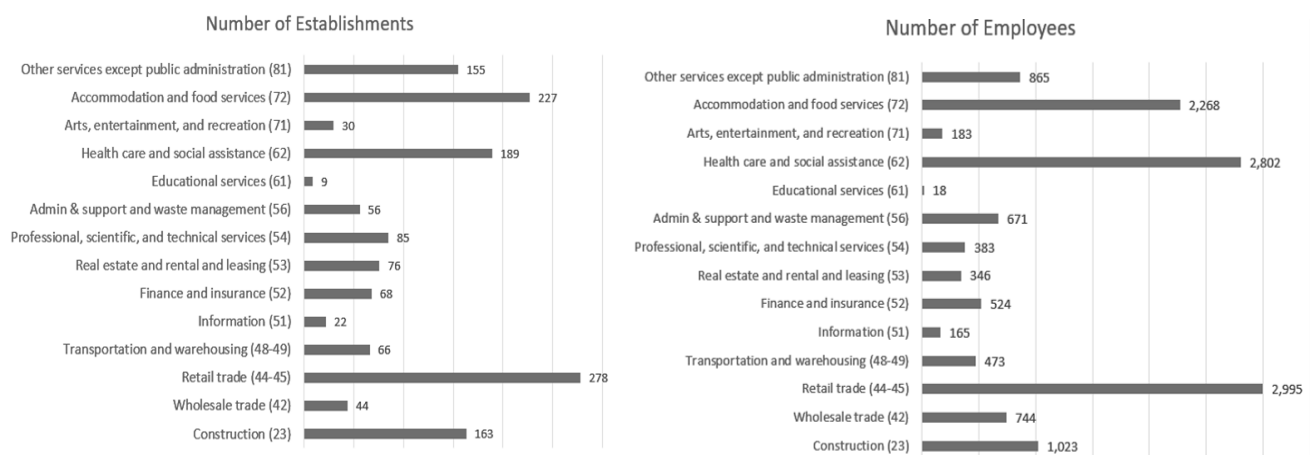 Number of Establishments
Other services except public administration (81) 155
Accommodation and food services (72) 227
Arts, entertainment, and recreation (71) 30
Health care and social assistance (62) 189
Educational services (61) 9
Admin & support and waste management (56) 56
Professional, scientific, and technical services (54) 85
Real estate and rental and leasing (53) 76
Finance and insurance (52) 68
Information (51) 22
Transportation and warehousing (48-49) 66
Retail trade (44-45) 278
Wholesale trade (42) 44
Construction (23) 163
Number of Employees
Other services except public administration (81) 865
Accommodation and food services (72) 2,268
Arts, entertainment, and recreation (71) 183
Health care and social assistance (62) 2,802
Educational services (61) 18
Admin & support and waste management (56) 671
Professional, scientific, and technical services (54) 383
Real estate and rental and leasing (53) 346
Finance and insurance (52) 524
Information (51) 165
Transportation and warehousing (48-49) 473
Retail trade (44-45) 2,995
Wholesale trade (42) 744
Construction (23) 1,023